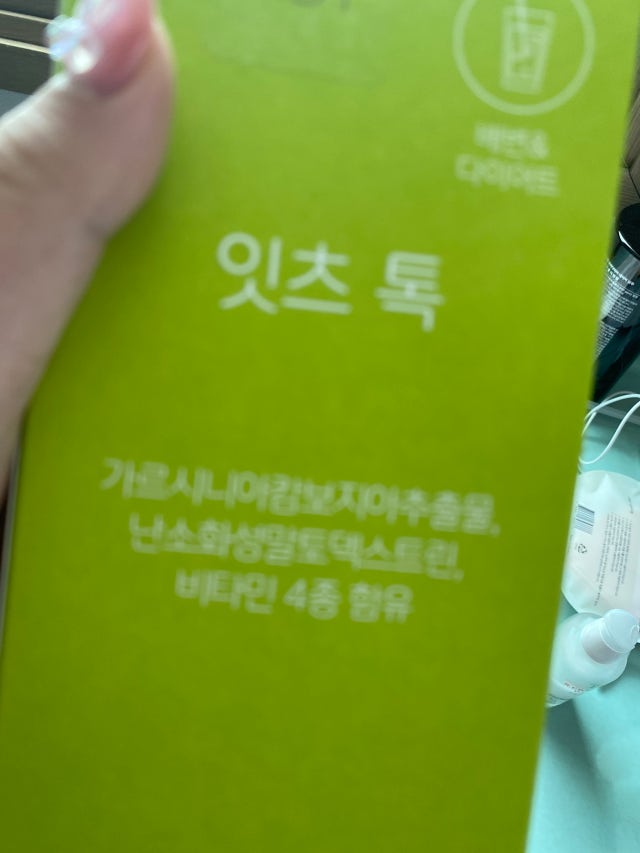 배변&
다이어트
잇츠 톡
가르시니아캄보지아추출물,
난소화성말토덱스트린,
비타민 4종 함유